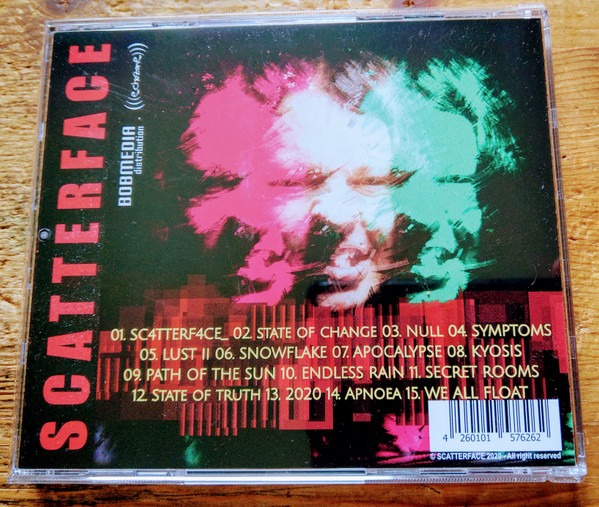 SCATTERFACE
BOBMEDIA
distribution
(((echozone)))
01. SC4TTERF4CE_ 02. STATE OF CHANGE 03. NULL 04. SYMPTOMS
05. LUST II 06. SNOWFLAKE 07. APOCALYPSE 08. KYOSIS
09. PATH OF THE SUN 10. ENDLESS RAIN 11. SECRET ROOMS
12. STATE OF TRUTH 13. 2020 14. APNOEA 15. WE ALL FLOAT
4 260101 576262
© SCATTERFACE 2020 - All right reserved